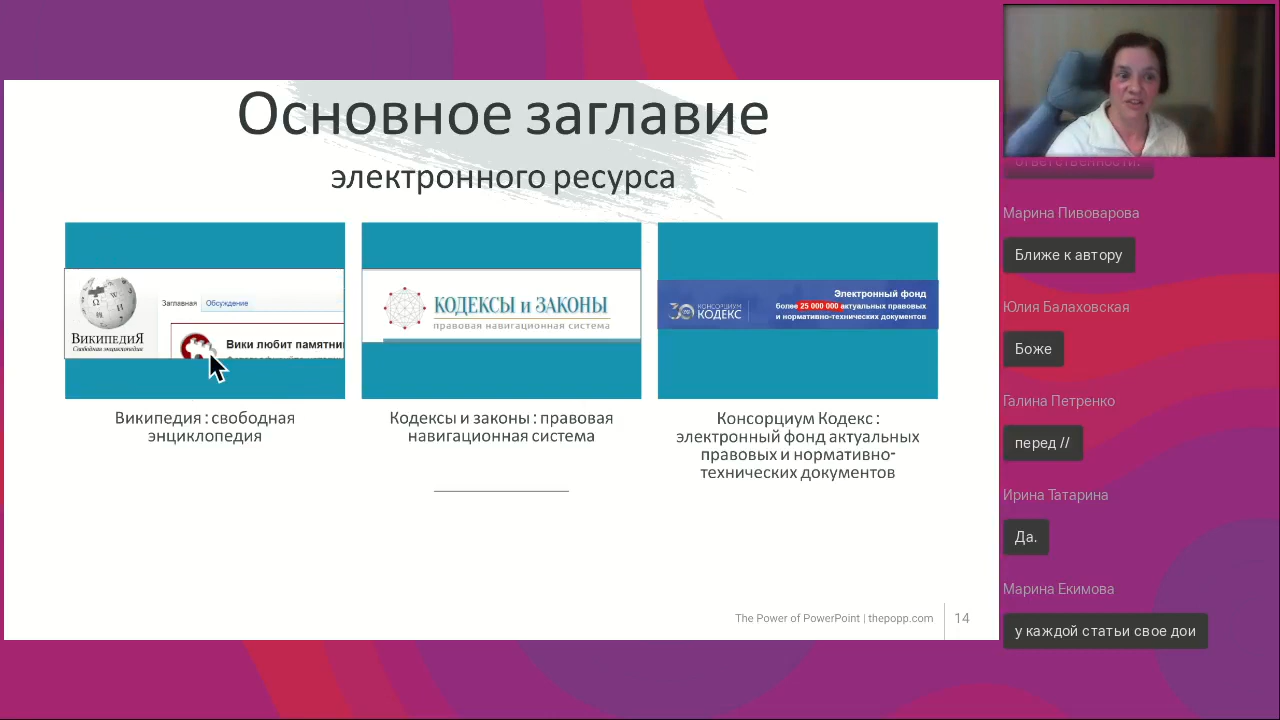 Основное заглавие
электронного ресурса
Заглавная Обсуждение
ВИКИПЕДИЯ
Свободная энциклопедия
Вики любит памятни
КОДЕКСЫ И ЗАКОНЫ
правовая навигационная система
КОНСОРЦИУМ
КОДЕКС
Электронный фонд
более 25 000 000 актуальных правовых
и нормативно-технических документов
Википедия : свободная
энциклопедия
Кодексы и законы : правовая
навигационная система
Консорциум Кодекс :
электронный фонд актуальных
правовых и нормативно-
технических документов
The Power of PowerPoint | thepopp.com
14
ответственности.
Марина Пивоварова
Ближе к автору
Юлия Балаховская
Боже
Галина Петренко
перед //
Ирина Татарина
Да.
Марина Екимова
у каждой статьи свое дои